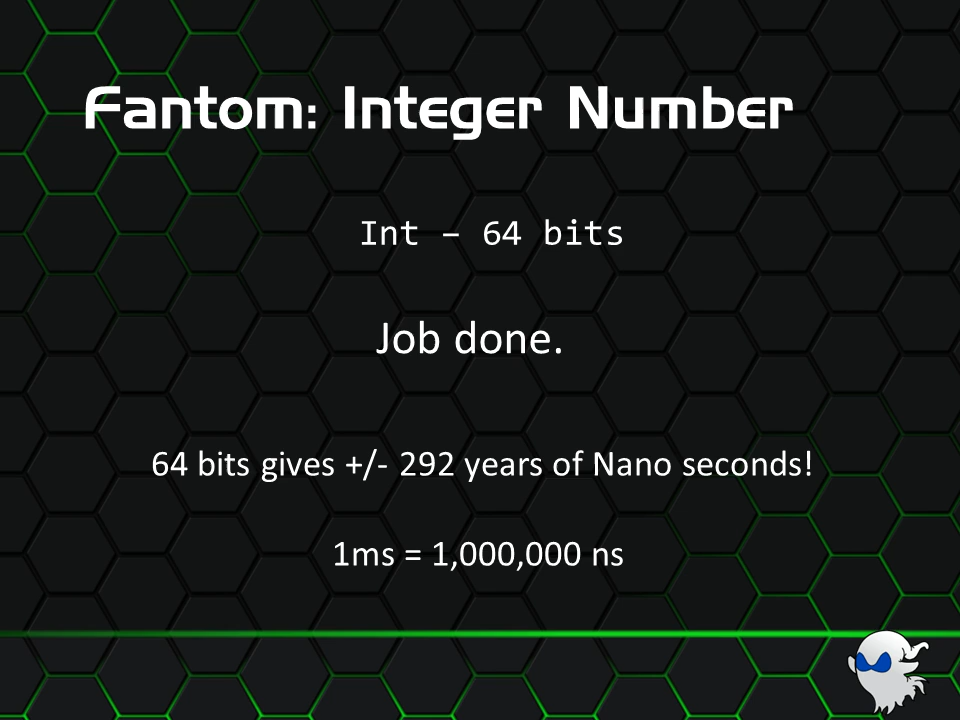 Fantom: Integer Number
Int – 64 bits
Job done.
64 bits gives +/- 292 years of Nano seconds!
1ms = 1,000,000 ns